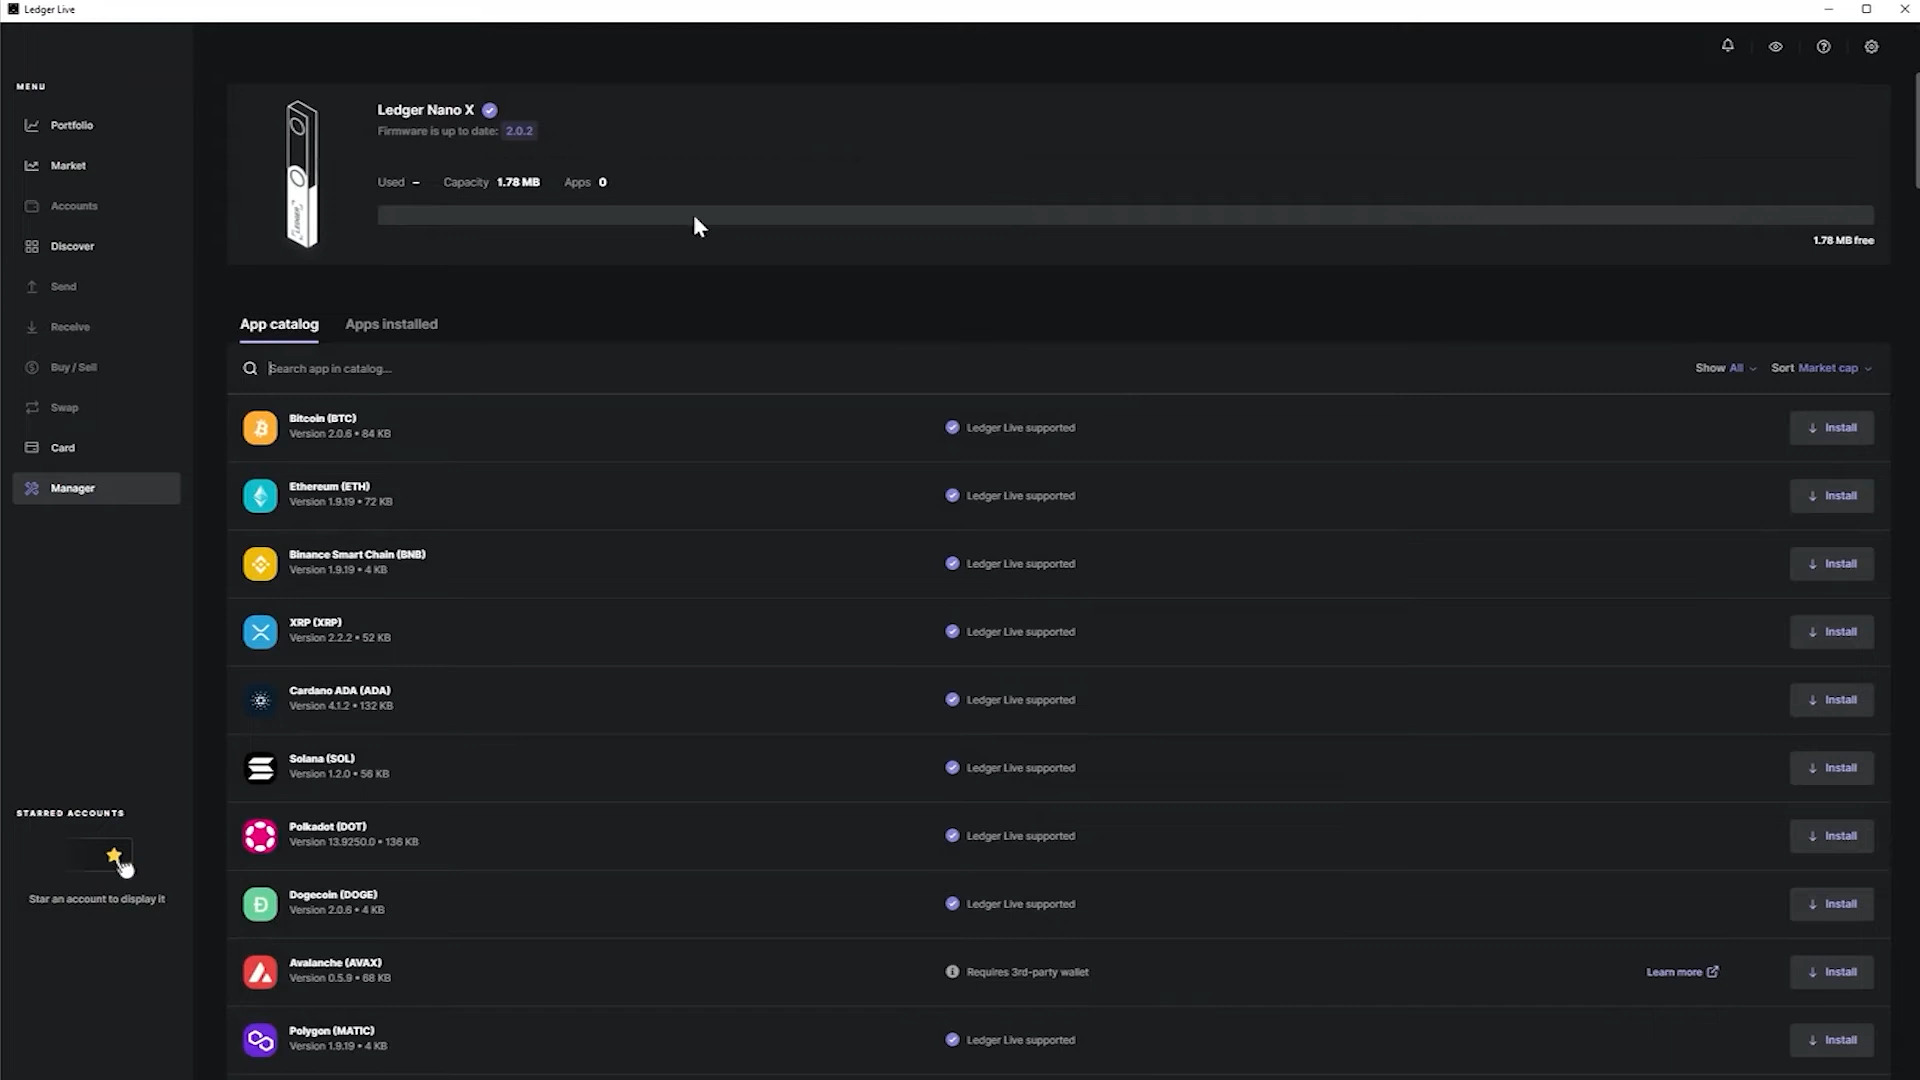 Ledger Live
MENU
Portfolio
Market
Accounts
Discover
Send
Receive
Buy / Sell
Swap
Card
Manager
STARRED ACCOUNTS
Star an account to display it
Ledger Nano X
Firmware is up to date: 2.0.2
Used – Capacity 1.78 MB Apps 0
1.78 MB free
App catalog Apps installed
Search app in catalog... Show All Sort Market cap
Bitcoin (BTC)
Version 2.0.6 • 84 KB
Ledger Live supported
Install
Ethereum (ETH)
Version 1.9.19 • 72 KB
Ledger Live supported
Install
Binance Smart Chain (BNB)
Version 1.9.19 • 4 KB
Ledger Live supported
Install
XRP (XRP)
Version 2.2.2 • 52 KB
Ledger Live supported
Install
Cardano ADA (ADA)
Version 4.1.2 • 132 KB
Ledger Live supported
Install
Solana (SOL)
Version 1.2.0 • 56 KB
Ledger Live supported
Install
Polkadot (DOT)
Version 13.9250.0 • 136 KB
Ledger Live supported
Install
Dogecoin (DOGE)
Version 2.0.6 • 4 KB
Ledger Live supported
Install
Avalanche (AVAX)
Version 0.5.9 • 68 KB
Requires 3rd-party wallet
Learn more
Install
Polygon (MATIC)
Version 1.9.19 • 4 KB
Ledger Live supported
Install